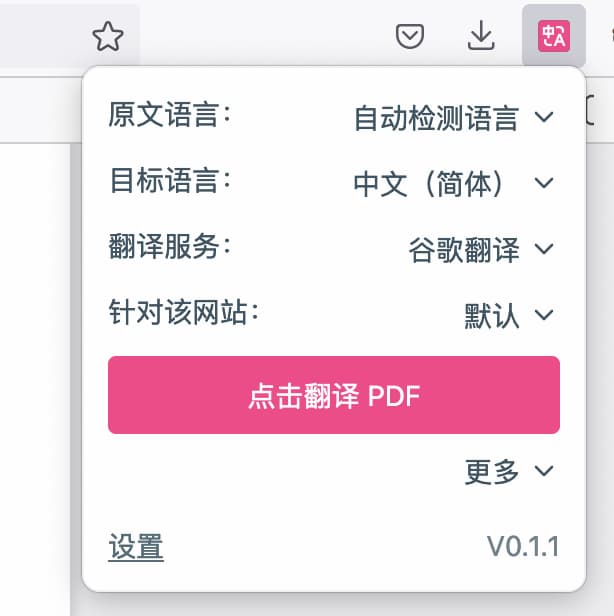 中A
原文语言： 自动检测语言
目标语言： 中文（简体）
翻译服务： 谷歌翻译
针对该网站： 默认
点击翻译 PDF
更多
设置 V0.1.1